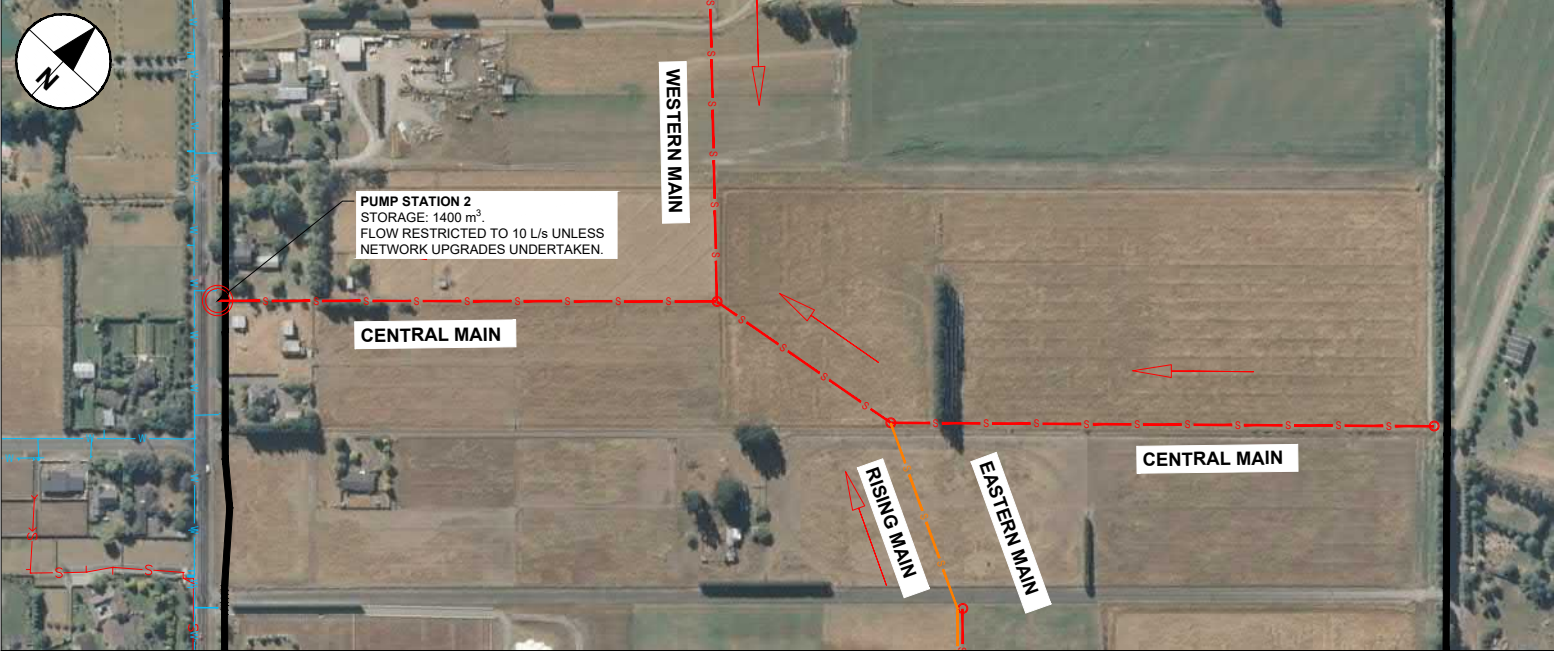 N
WESTERN MAIN
PUMP STATION 2
STORAGE: 1400 m³.
FLOW RESTRICTED TO 10 L/s UNLESS
NETWORK UPGRADES UNDERTAKEN.
CENTRAL MAIN
CENTRAL MAIN
RISING MAIN
EASTERN MAIN